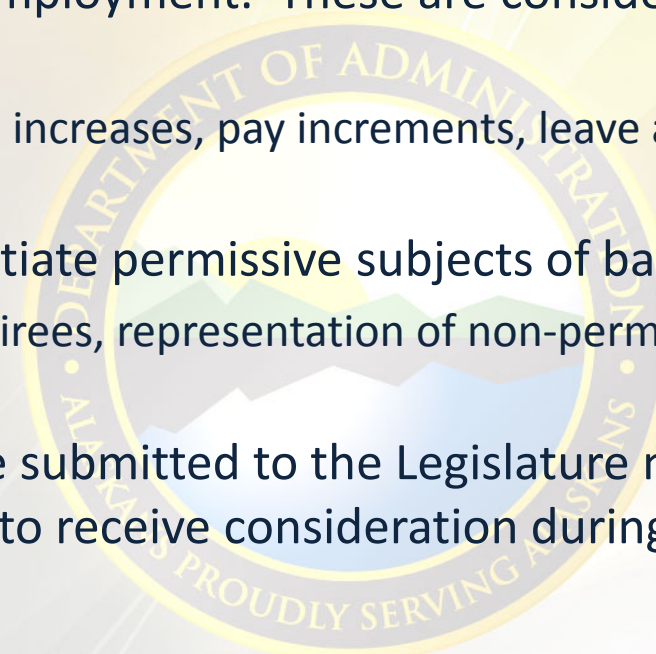 mployment. These are conside
increases, pay increments, leave a
tiate permissive subjects of ba
irees, representation of non-perm
e submitted to the Legislature
to receive consideration during
DEPARTMENT OF ADMINISTRATION
ALASKA'S PROUDLY SERVING ALASKANS